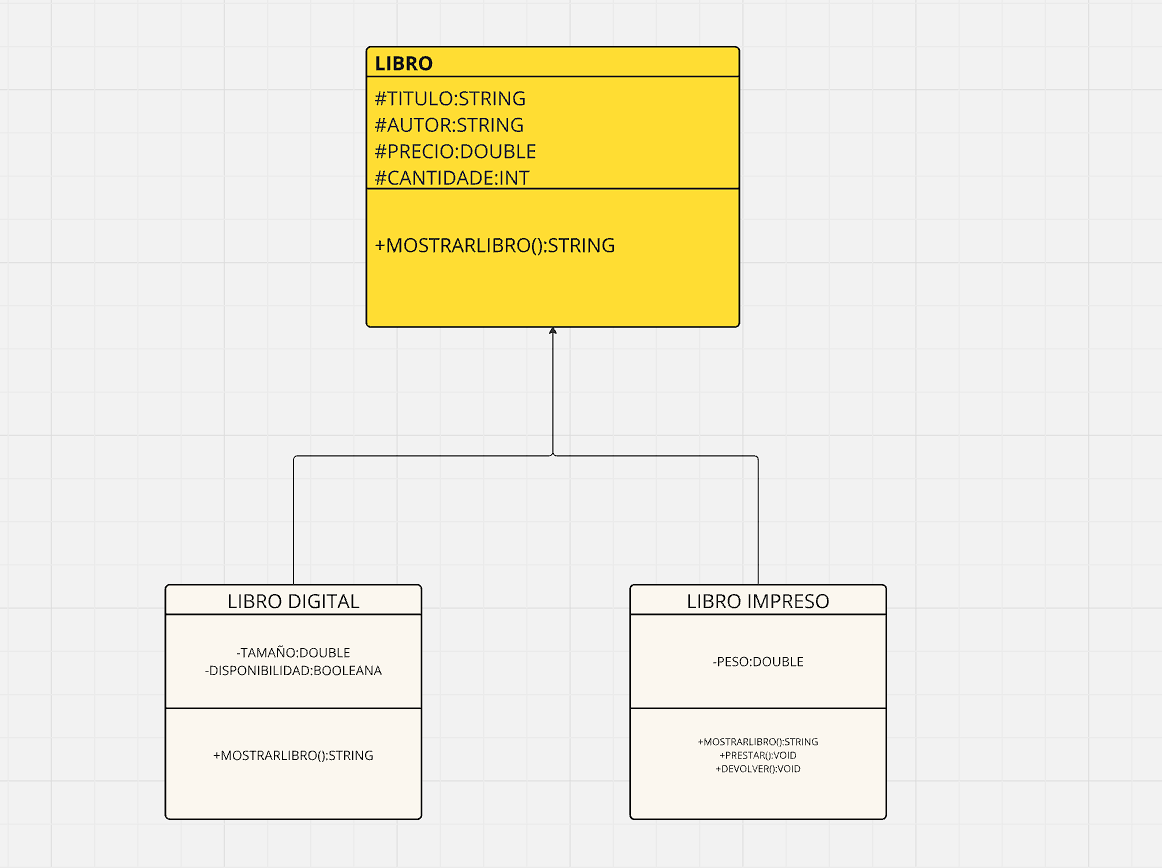 LIBRO
#TITULO:STRING
#AUTOR:STRING
#PRECIO:DOUBLE
#CANTIDADE:INT
+MOSTRARLIBRO():STRING
LIBRO DIGITAL
-TAMAÑO:DOUBLE
-DISPONIBILIDAD:BOOLEANA
+MOSTRARLIBRO():STRING
LIBRO IMPRESO
-PESO:DOUBLE
+MOSTRARLIBRO():STRING
+PRESTAR():VOID
+DEVOLVER():VOID